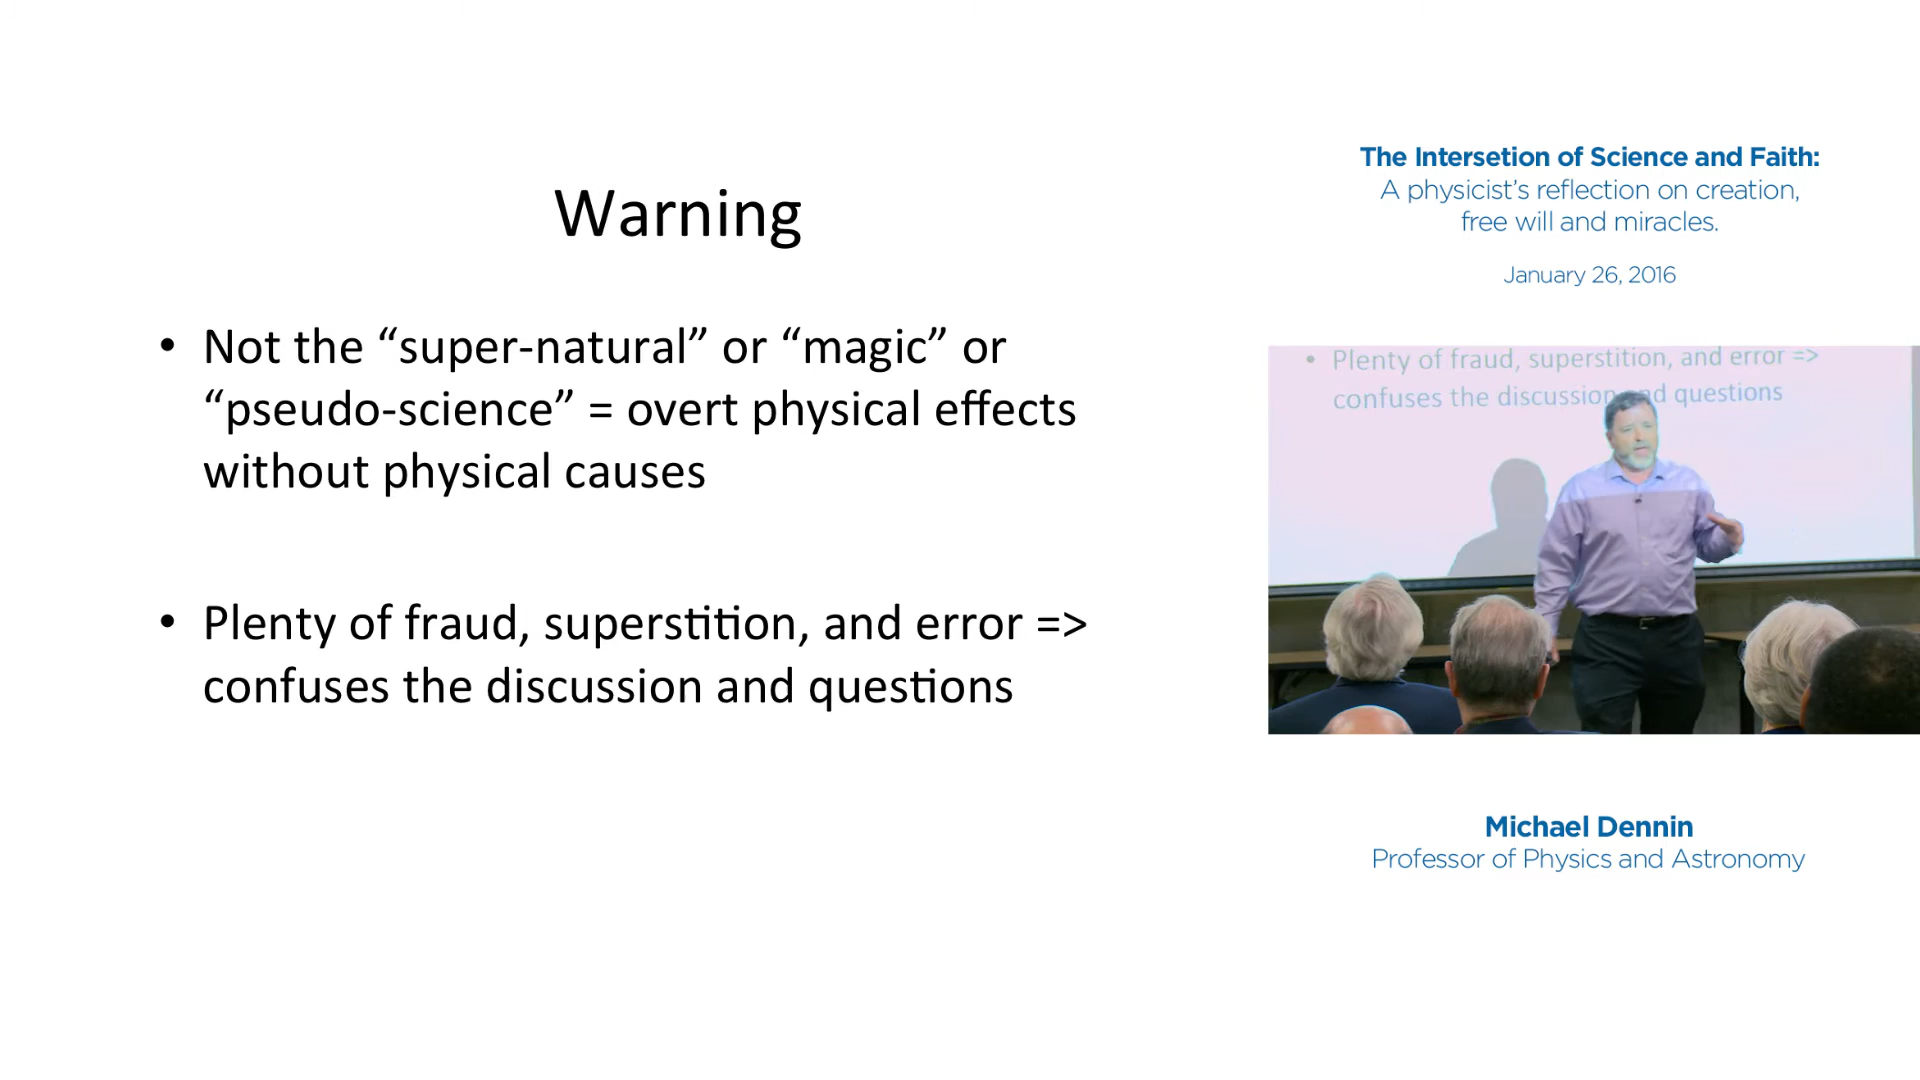 Warning
• Not the “super-natural” or “magic” or
“pseudo-science” = overt physical effects
without physical causes
• Plenty of fraud, superstition, and error =>
confuses the discussion and questions
The Intersetion of Science and Faith:
A physicist’s reflection on creation,
free will and miracles.
January 26, 2016
• Plenty of fraud, superstition, and error =>
confuses the discussion and questions
Michael Dennin
Professor of Physics and Astronomy